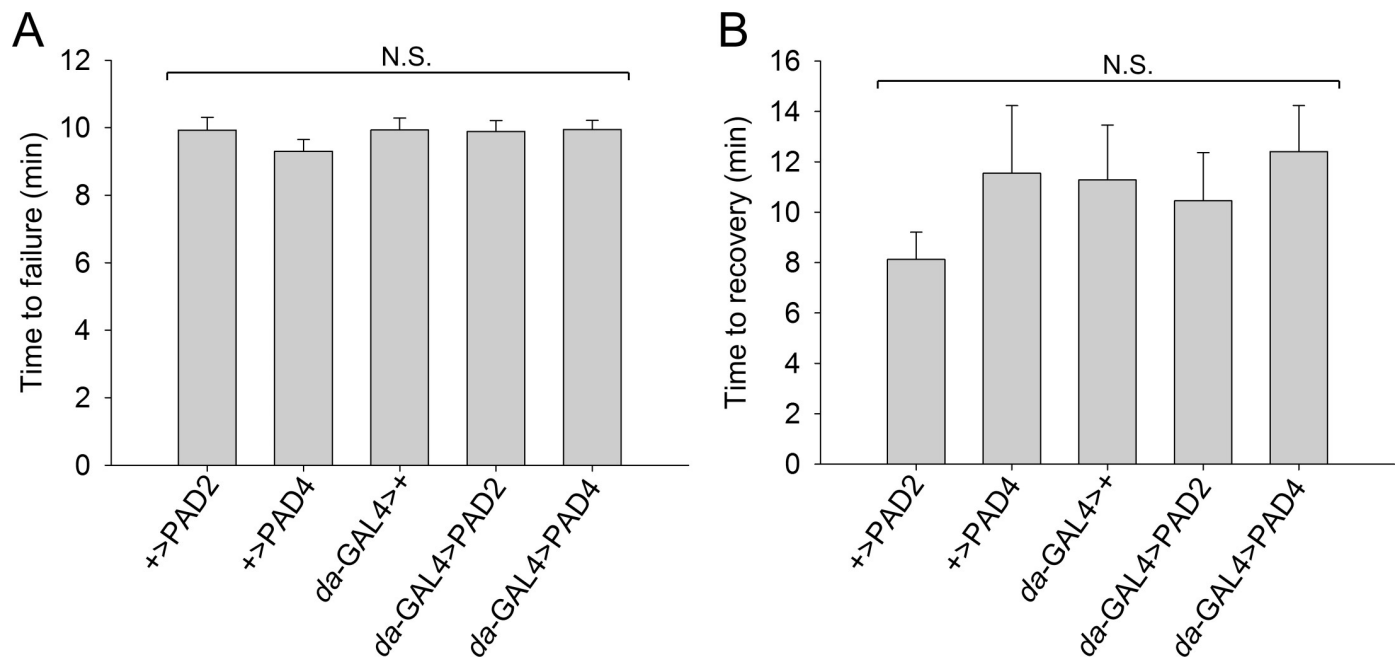 A
N.S.
Time to failure (min)
12
10
8
6
4
2
0
+>PAD2
+>PAD4
da-GAL4>+
da-GAL4>PAD2
da-GAL4>PAD4
B
N.S.
Time to recovery (min)
16
14
12
10
8
6
4
2
0
+>PAD2
+>PAD4
da-GAL4>+
da-GAL4>PAD2
da-GAL4>PAD4